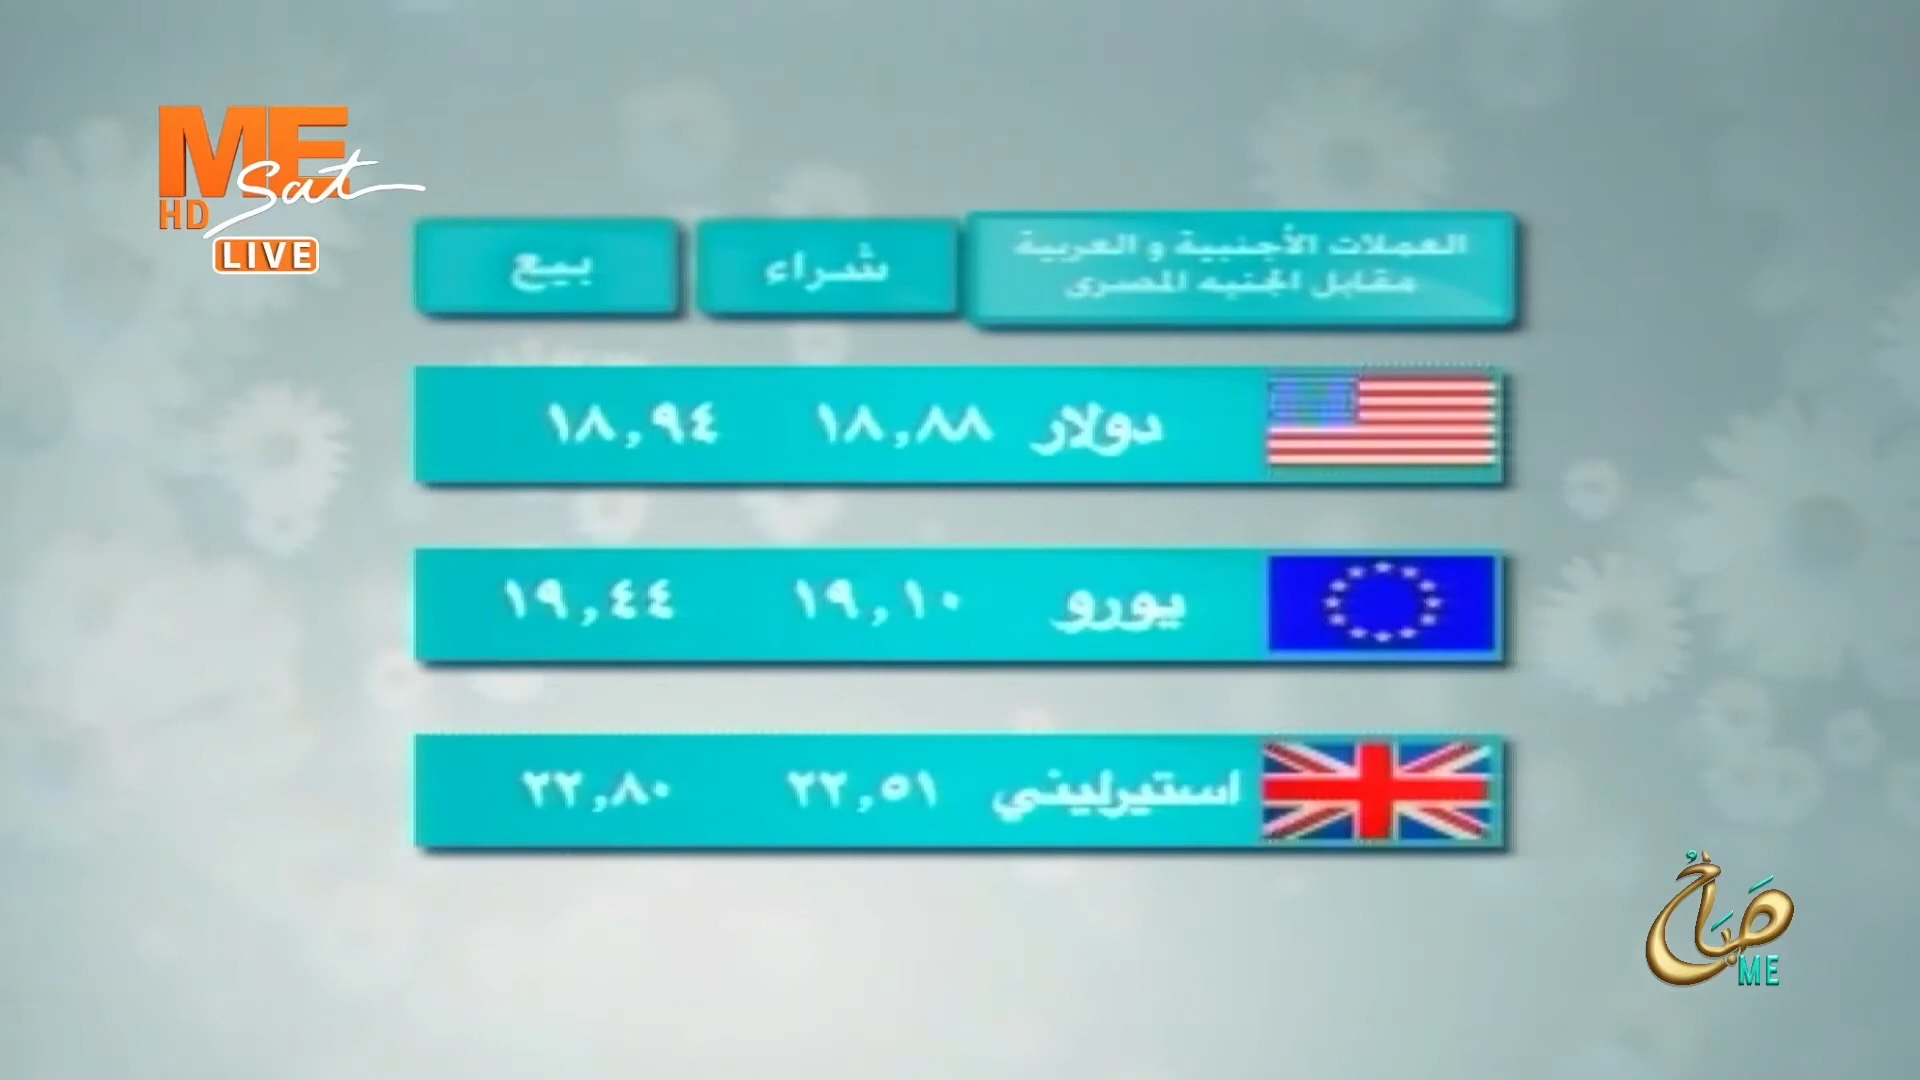 ME
Sat
HD
LIVE
العملات الأجنبية و العربية
مقابل الجنيه المصرى
شراء
بيع
دولار ١٨,٨٨ ١٨,٩٤
يورو ١٩,١٠ ١٩,٤٤
استيرليني ٢٢,٥١ ٢٢,٨٠
صَبَاحُ
ME